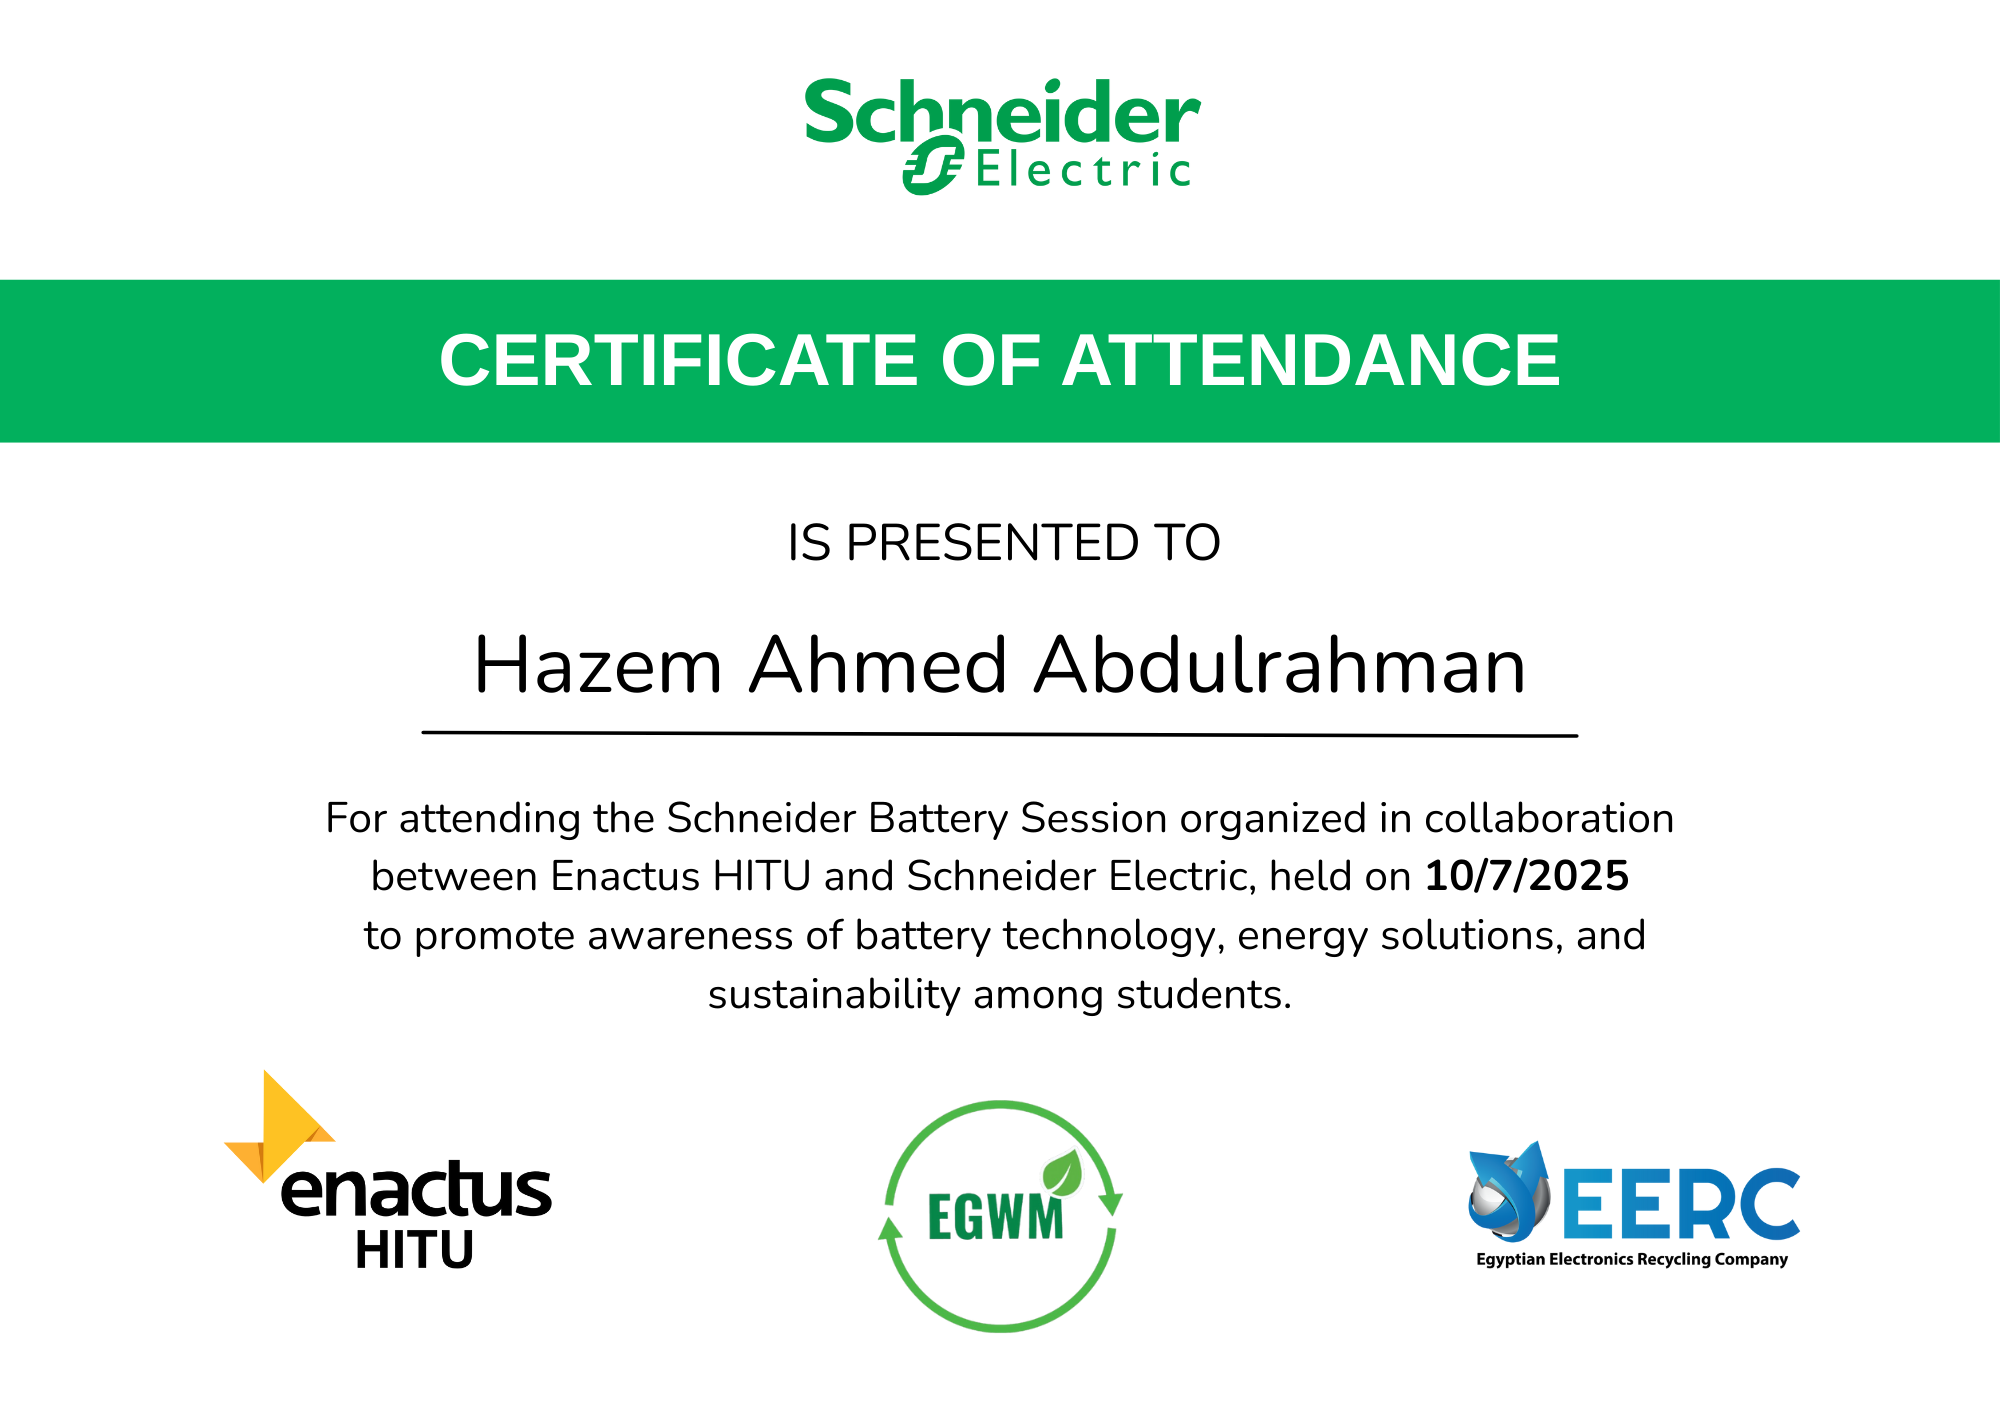 Schneider
Electric
CERTIFICATE OF ATTENDANCE
IS PRESENTED TO
Hazem Ahmed Abdulrahman
For attending the Schneider Battery Session organized in collaboration
between Enactus HITU and Schneider Electric, held on 10/7/2025
to promote awareness of battery technology, energy solutions, and
sustainability among students.
enactus
HITU
EGWM
EERC
Egyptian Electronics Recycling Company